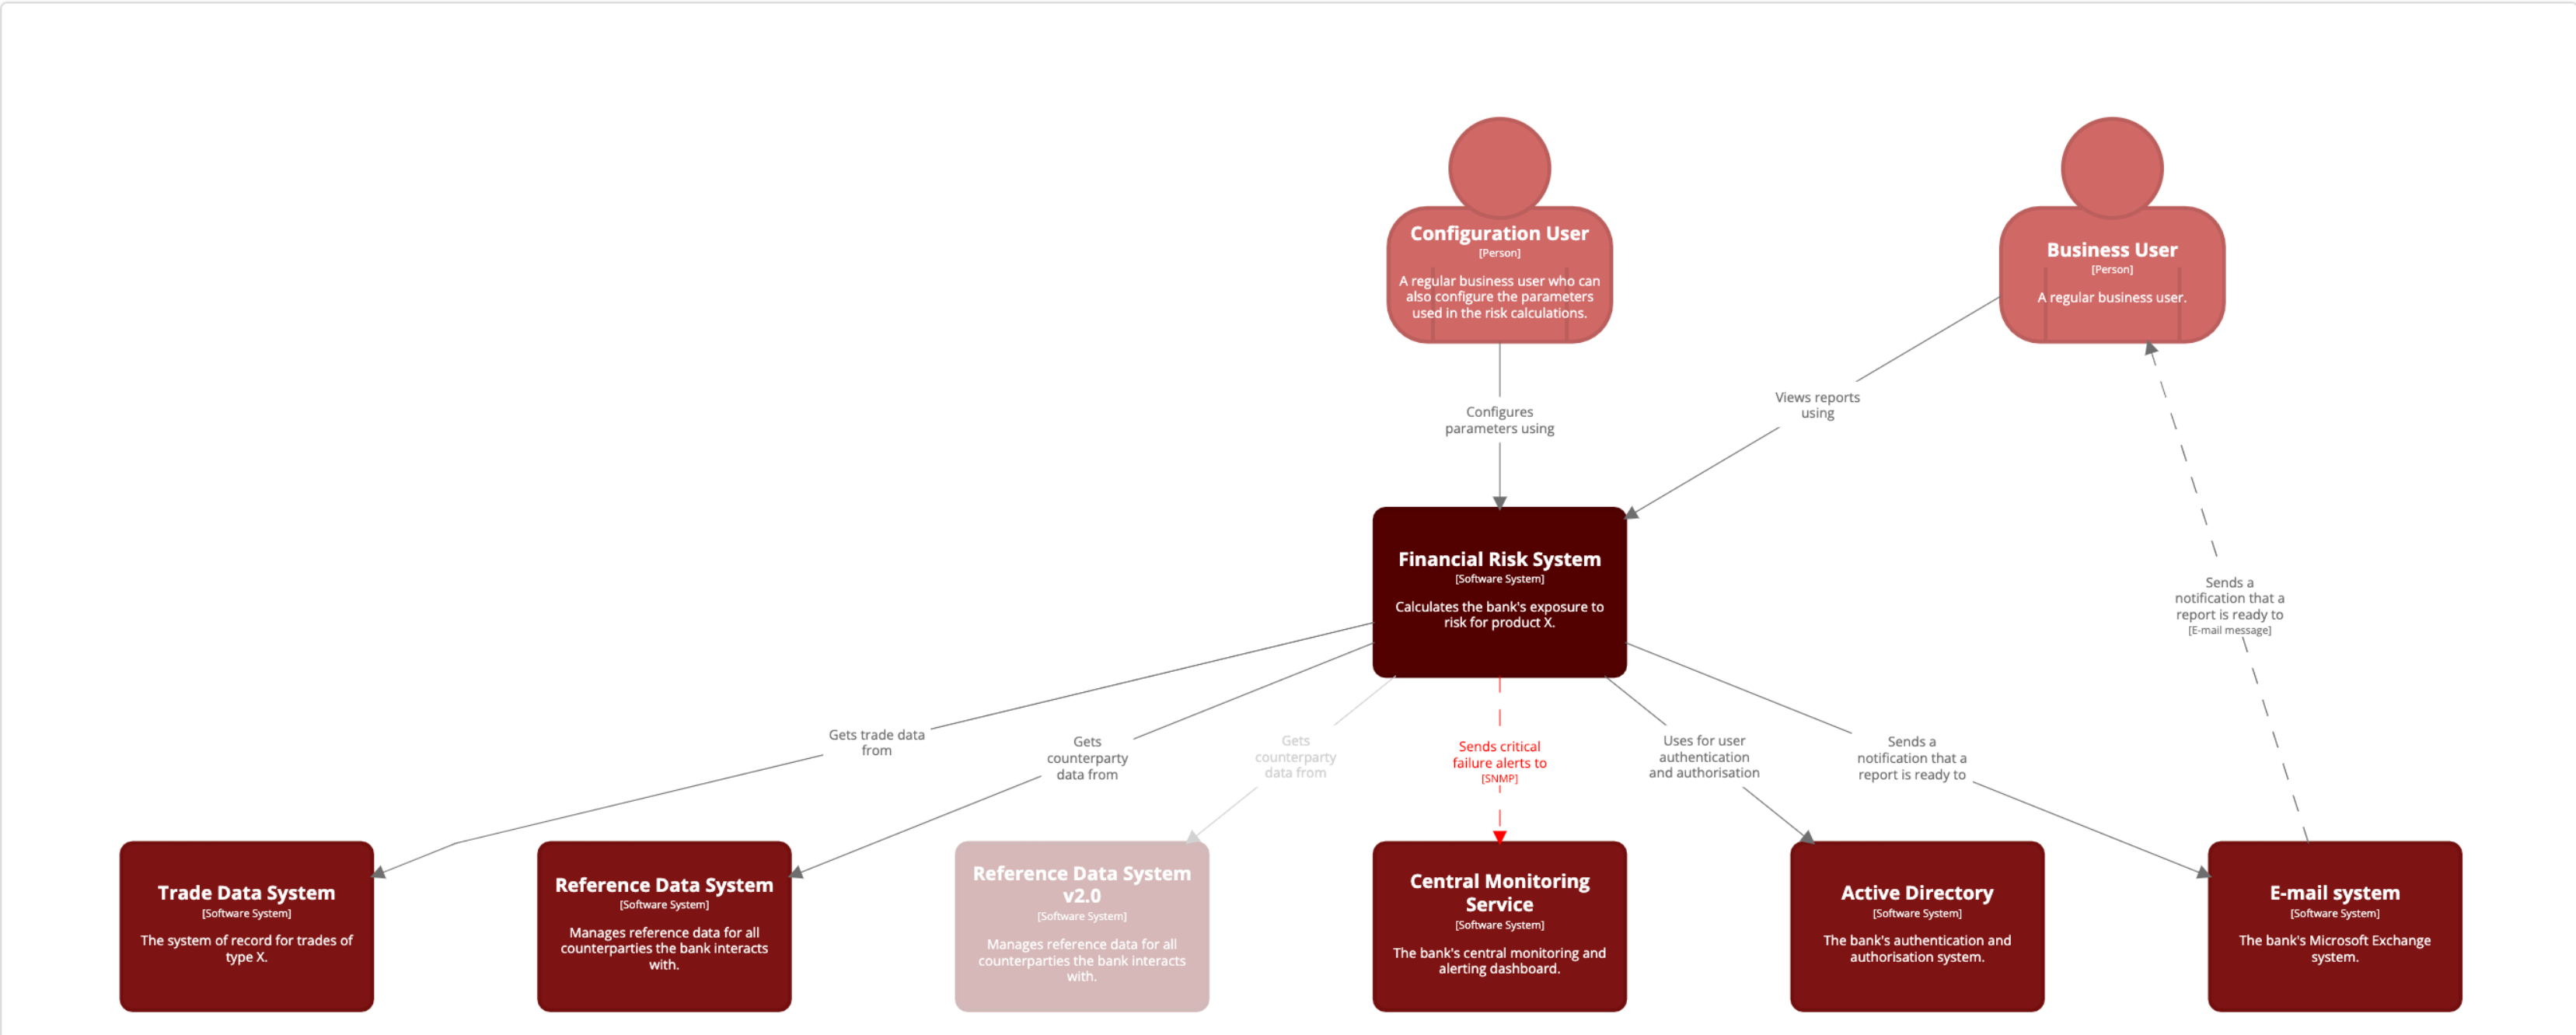 Configuration User
[Person]
A regular business user who can
also configure the parameters
used in the risk calculations.
Business User
[Person]
A regular business user.
Configures
parameters using
Views reports
using
Financial Risk System
[Software System]
Calculates the bank's exposure to
risk for product X.
Sends a
notification that a
report is ready to
[E-mail message]
Gets trade data
from
Gets
counterparty
data from
Gets
counterparty
data from
Sends critical
failure alerts to
[SNMP]
Uses for user
authentication
and authorisation
Sends a
notification that a
report is ready to
Trade Data System
[Software System]
The system of record for trades of
type X.
Reference Data System
[Software System]
Manages reference data for all
counterparties the bank interacts
with.
Reference Data System
v2.0
[Software System]
Manages reference data for all
counterparties the bank interacts
with.
Central Monitoring
Service
[Software System]
The bank's central monitoring and
alerting dashboard.
Active Directory
[Software System]
The bank's authentication and
authorisation system.
E-mail system
[Software System]
The bank's Microsoft Exchange
system.